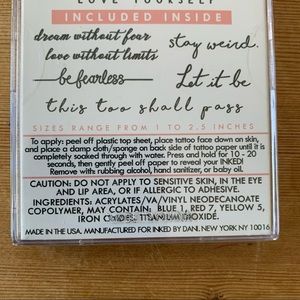 LOVE YOURSELF
INCLUDED INSIDE
dream without fear
love without limits
stay weird.
be fearless
Let it be
this too shall pass
SIZES RANGE FROM 1 TO 2.5 INCHES
To apply: peel off plastic top sheet, place tattoo face down on skin,
and place a damp cloth/sponge on back side of tattoo paper until it is
completely soaked through with water. Press and hold for 10 - 20
seconds, then gently peel off paper to reveal your INKED!
Remove with: rubbing alcohol, hand sanitizer, or baby oil.
CAUTION: DO NOT APPLY TO SENSITIVE SKIN, IN THE EYE
AND LIP AREA, OR IF ALLERGIC TO ADHESIVE.
INGREDIENTS: ACRYLATES/VA/VINYL NEODECANOATE
COPOLYMER, MAY CONTAIN: BLUE 1, RED 7, YELLOW 5,
IRON OXIDES, TITANIUM DIOXIDE.
MADE IN THE USA. MANUFACTURED FOR INKED BY DANI, NEW YORK NY 10016